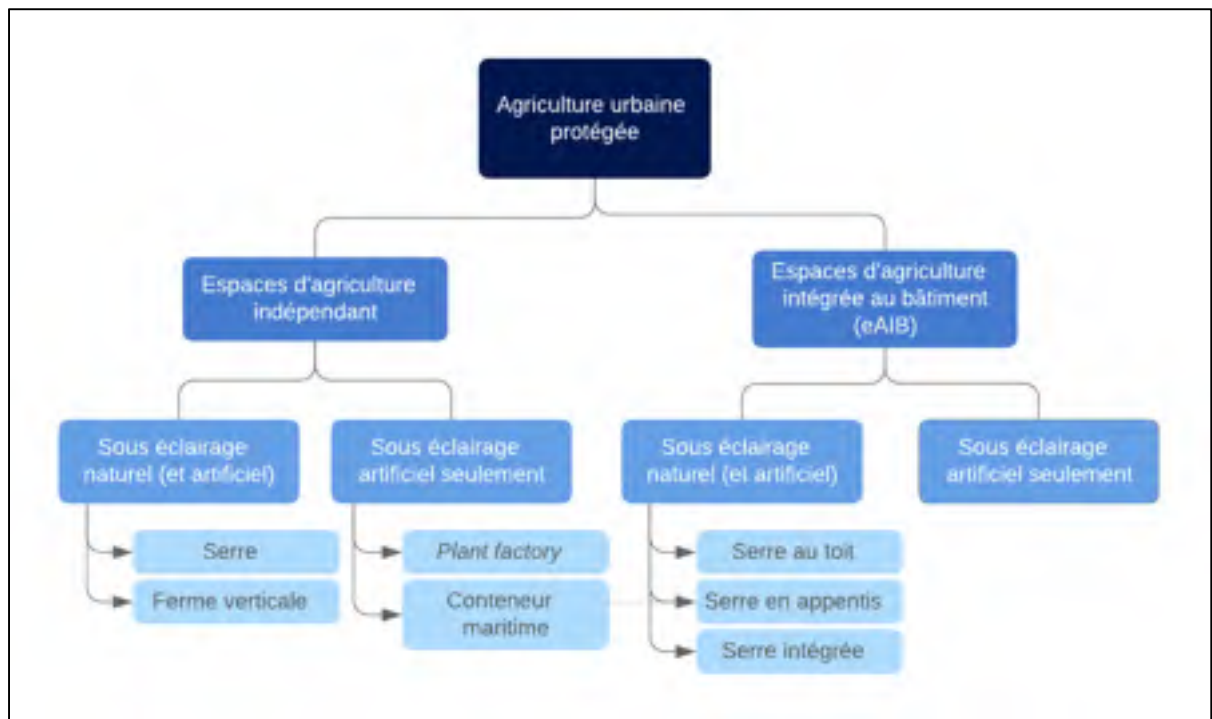 Agriculture urbaine
protégée
Espaces d'agriculture
indépendant
Espaces d'agriculture
intégrée au bâtiment
(eAIB)
Sous éclairage
naturel (et artificiel)
Sous éclairage
artificiel seulement
Sous éclairage
naturel (et artificiel)
Sous éclairage
artificiel seulement
Serre
Ferme verticale
Plant factory
Conteneur
maritime
Serre au toit
Serre en appentis
Serre intégrée